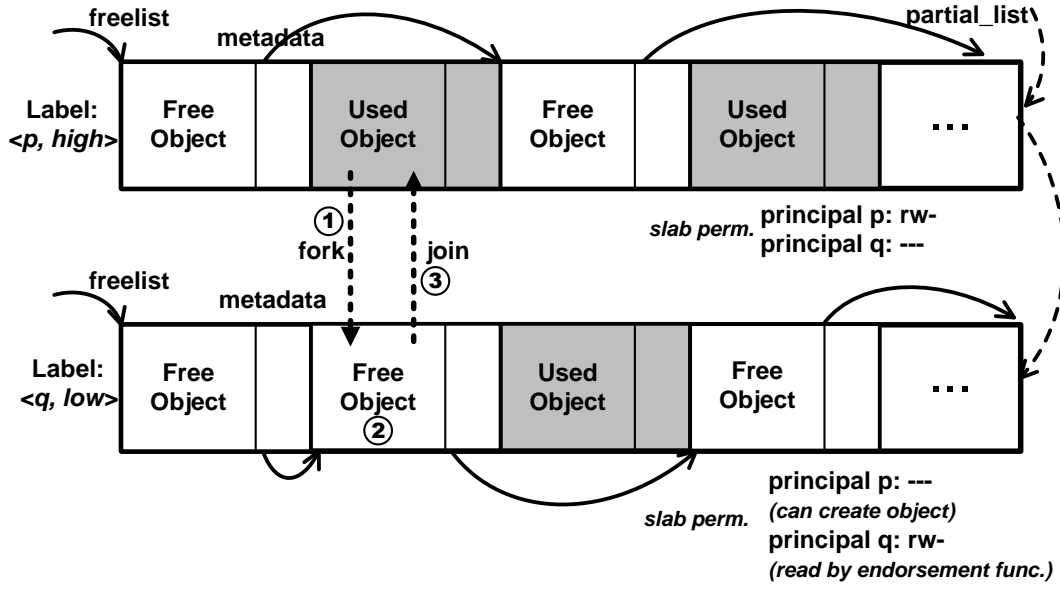 freelist
metadata
partial_list
Label:
<p, high>
Free
Object
Used
Object
Free
Object
Used
Object
...
①
fork
join
③
slab perm.
principal p: rw-
principal q: ---
freelist
metadata
Label:
<q, low>
Free
Object
Free
Object
②
Used
Object
Free
Object
...
slab perm.
principal p: ---
(can create object)
principal q: rw-
(read by endorsement func.)